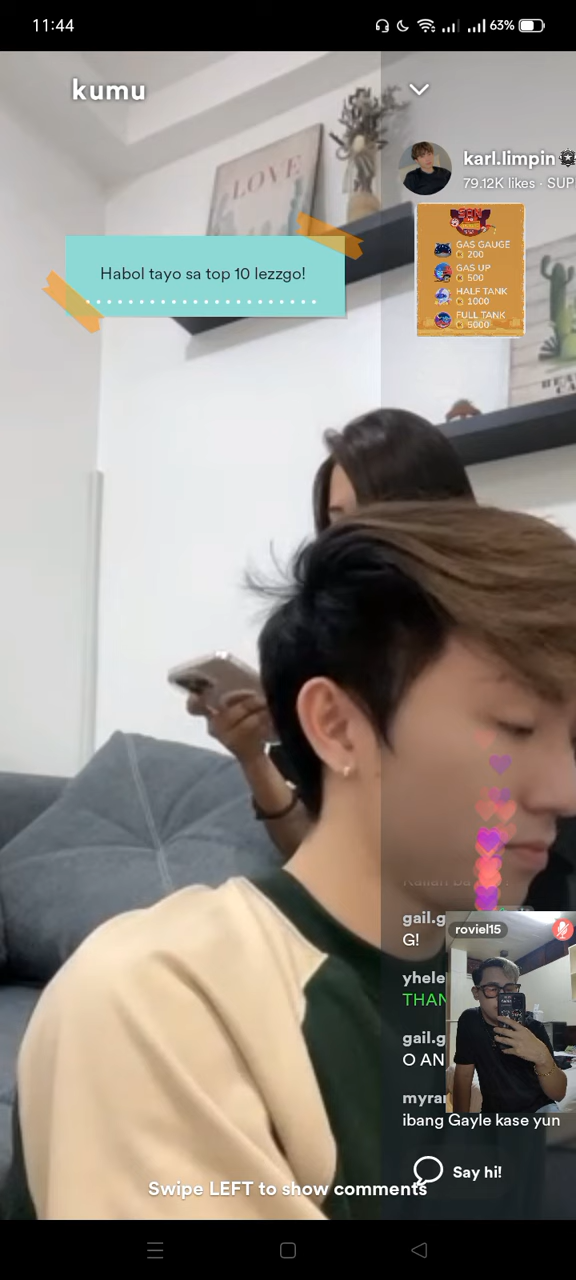 11:44
63%
kumu
LOVE
karl.limpin
79.12K likes · SUP
GAS GAUGE
200
GAS UP
500
HALF TANK
1000
FULL TANK
5000
Habol tayo sa top 10 lezzgo!
gail.g
G!
roviel15
yhele
THAN
gail.g
O AN
myrar
ibang Gayle kase yun
Say hi!
Swipe LEFT to show comments